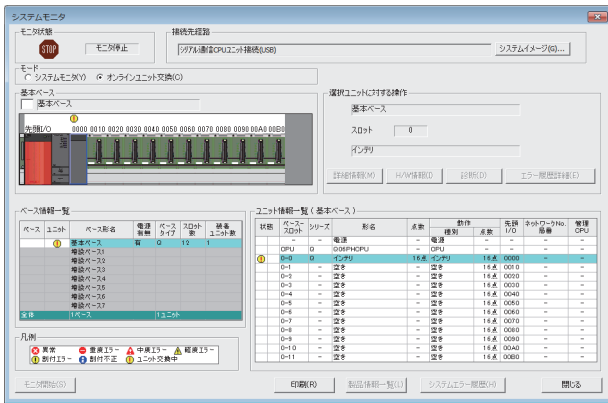 システムモニタ
モニタ状態
STOP
モニタ停止
接続先経路
シリアル通信CPUユニット接続(USB)
システムイメージ(G)...
モード
システムモニタ(Y)
オンラインユニット交換(O)
基本ベース
基本ベース
先頭I/O
0000 0010 0020 0030 0040 0050 0060 0070 0080 0090 00A0 00B0
選択ユニットに対する操作
基本ベース
スロット 0
インテリ
詳細情報(M)
H/W情報(I)
診断(D)
エラー履歴詳細(E)
ベース情報一覧
ベース ユニット ベース形名 電源有無 ベースタイプ スロット数 装着ユニット数
基本ベース 有 Q 12 1
増設ベース1
増設ベース2
増設ベース3
増設ベース4
増設ベース5
増設ベース6
増設ベース7
全体 1ベース 1ユニット
凡例
異常 重度エラー 中度エラー 軽度エラー
割付エラー 割付不正 ユニット交換中
ユニット情報一覧(基本ベース)
状態 ベース-スロット シリーズ 形名 点数 動作 種別 点数 先頭I/O ネットワークNo.局番 管理CPU
- - 電源 - 電源 - - - -
CPU Q Q06PHCPU - CPU - - - -
0-0 Q インテリ 16点 インテリ 16点 0000 - -
0-1 - 空き - 空き 16点 0010 - -
0-2 - 空き - 空き 16点 0020 - -
0-3 - 空き - 空き 16点 0030 - -
0-4 - 空き - 空き 16点 0040 - -
0-5 - 空き - 空き 16点 0050 - -
0-6 - 空き - 空き 16点 0060 - -
0-7 - 空き - 空き 16点 0070 - -
0-8 - 空き - 空き 16点 0080 - -
0-9 - 空き - 空き 16点 0090 - -
0-10 - 空き - 空き 16点 00A0 - -
0-11 - 空き - 空き 16点 00B0 - -
モニタ開始(S)
印刷(R)
製品情報一覧(L)
システムエラー履歴(H)
閉じる